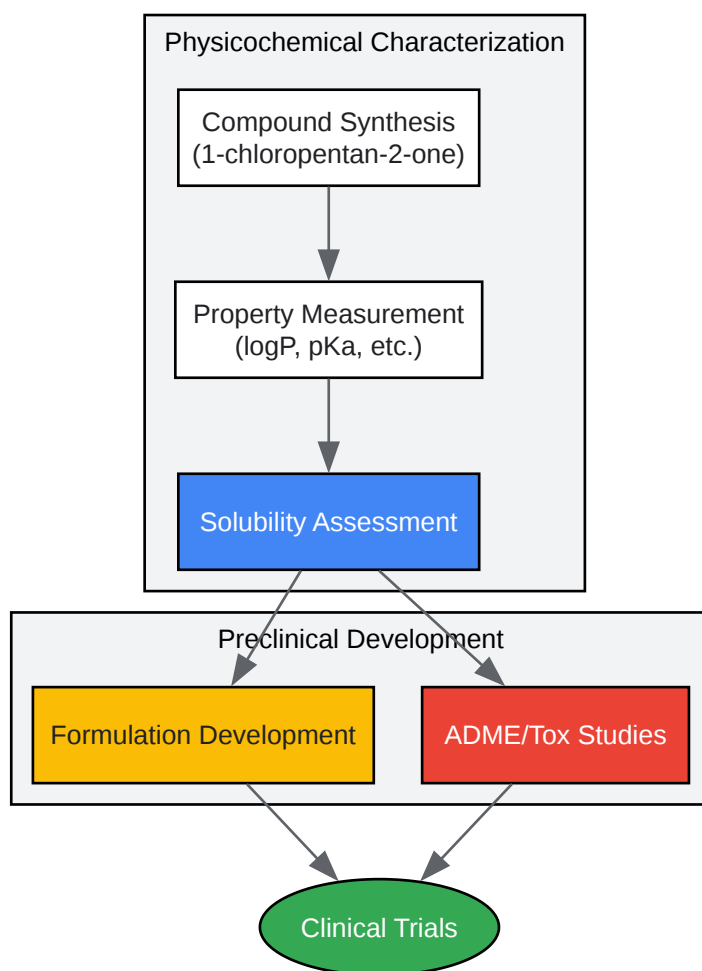 Physicochemical Characterization
Compound Synthesis
(1-chloropentan-2-one)
Property Measurement
(logP, pKa, etc.)
Solubility Assessment
Preclinical Development
Formulation Development
ADME/Tox Studies
Clinical Trials